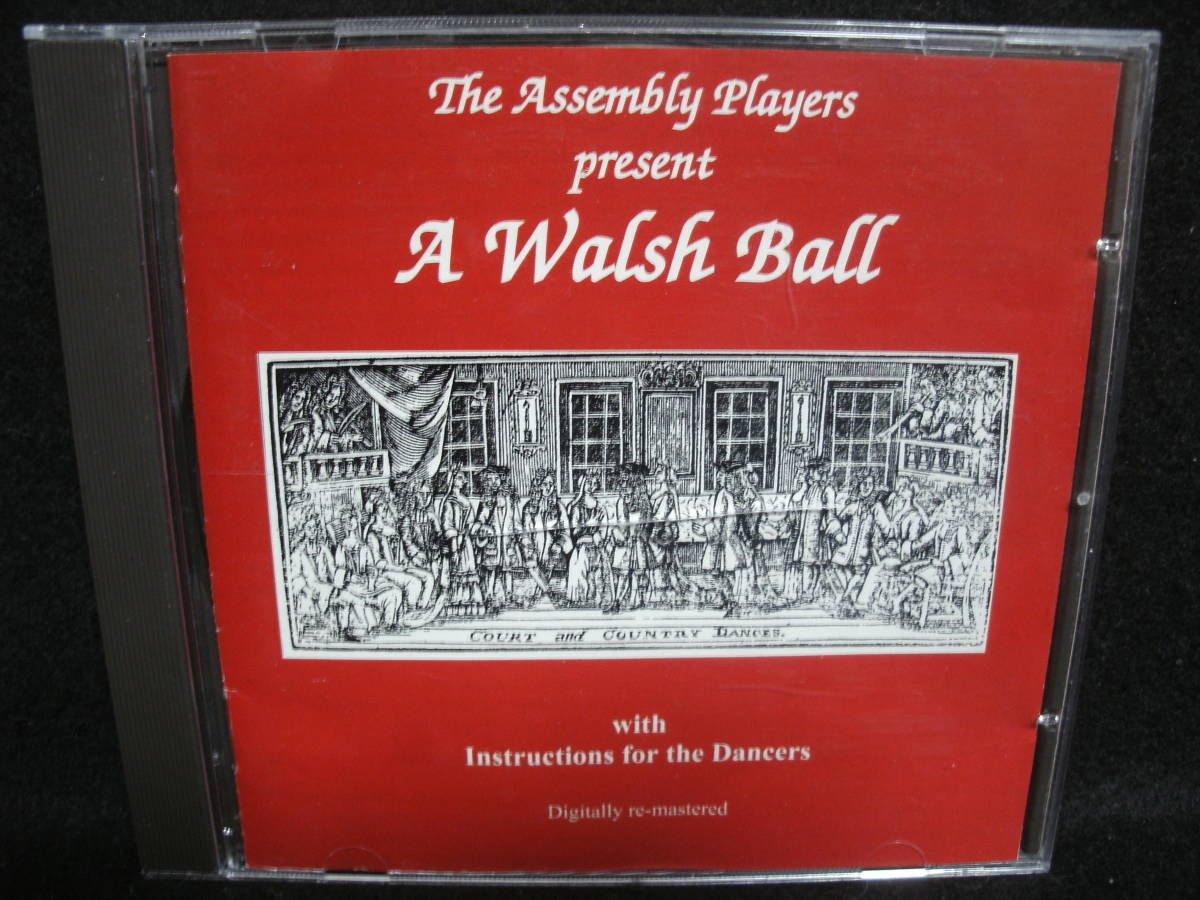 The Assembly Players
present
A Walsh Ball
COURT and COUNTRY DANCES.
with
Instructions for the Dancers
Digitally re-mastered